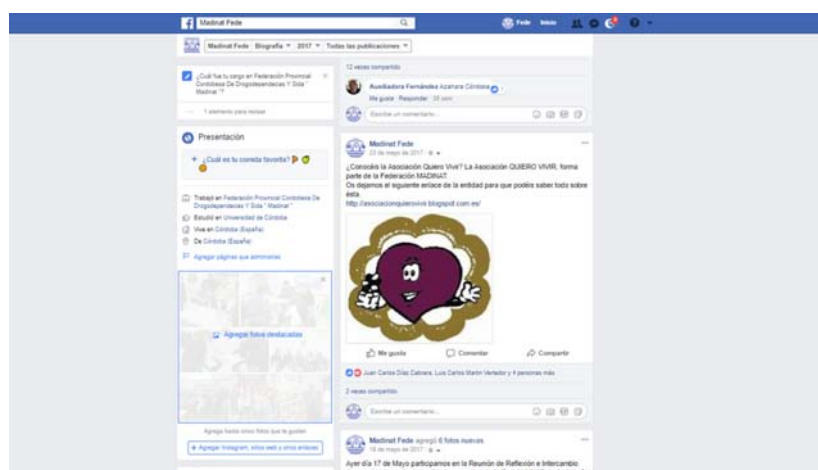 Madinat Fede
Fede Inicio
Madinat Fede Biografía 2017 Todas las publicaciones
¿Cuál fue tu cargo en Federación Provincial
Cordobesa De Drogodependecias Y Sida "
Madinat "?
1 elemento para revisar
Presentación
+ ¿Cuál es tu comida favorita?
Trabajó en Federación Provincial Cordobesa De
Drogodependecias Y Sida " Madinat "
Estudió en Universidad de Córdoba
Vive en Córdoba (España)
De Córdoba (España)
Agregar páginas que administras
Agregar fotos destacadas
Agrega hasta cinco fotos que te gusten
+ Agregar Instagram, sitios web y otros enlaces
12 veces compartido
Auxiliadora Fernández Azahara Córdoba
Me gusta · Responder ·
Escribe un comentario...
Madinat Fede
23 de mayo de 2017
¿Conocéis la Asociación Quiero Vive? La Asociación QUIERO VIVIR, forma
parte de la Federación MADINAT.
Os dejamos el siguiente enlace de la entidad para que podéis saber todo sobre
ésta.
http://asociacionquierovivir.blogspot.com.es/
Me gusta Comentar Compartir
Juan Carlos Díaz Cabrera, Luis Carlos Martín Vertedor y 4 personas más
2 veces compartido
Escribe un comentario...
Madinat Fede agregó 6 fotos nuevas.
18 de mayo de 2017
Ayer día 17 de Mayo participamos en la Reunión de Reflexión e Intercambio